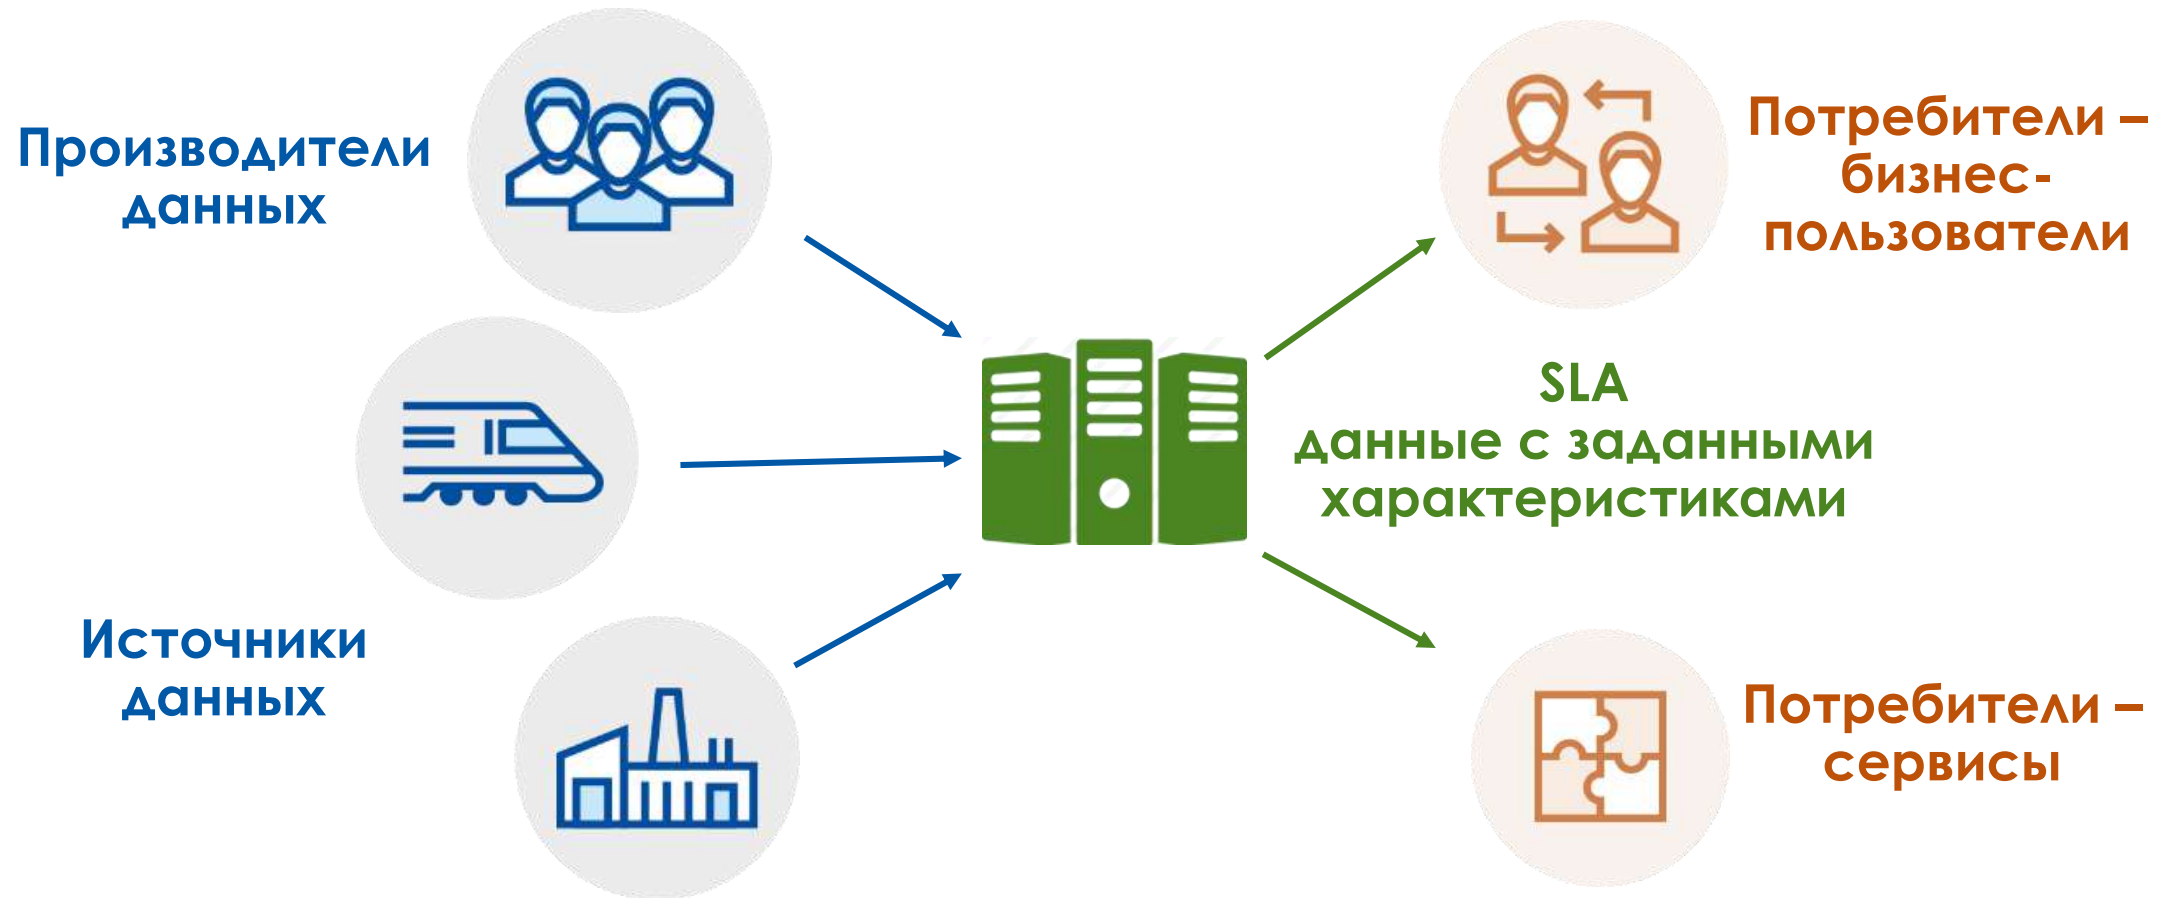 Производители
данных
Источники
данных
SLA
данные с заданными
характеристиками
Потребители –
бизнес-
пользователи
Потребители –
сервисы